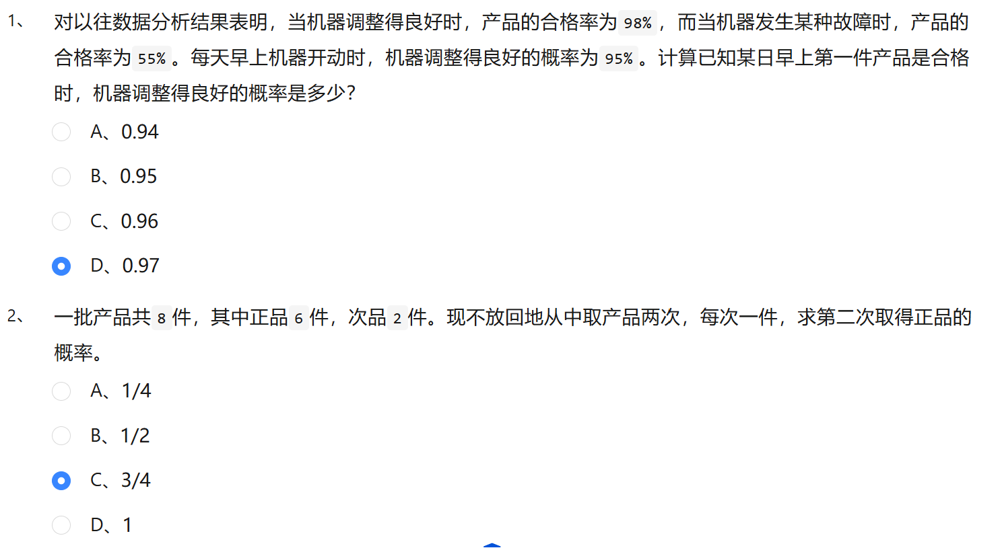 1、 对以往数据分析结果表明，当机器调整得良好时，产品的合格率为 98% ，而当机器发生某种故障时，产品的
合格率为 55% 。每天早上机器开动时，机器调整得良好的概率为 95% 。计算已知某日早上第一件产品是合格
时，机器调整得良好的概率是多少？
A、0.94
B、0.95
C、0.96
D、0.97
2、 一批产品共 8 件，其中正品 6 件，次品 2 件。现不放回地从中取产品两次，每次一件，求第二次取得正品的
概率。
A、1/4
B、1/2
C、3/4
D、1